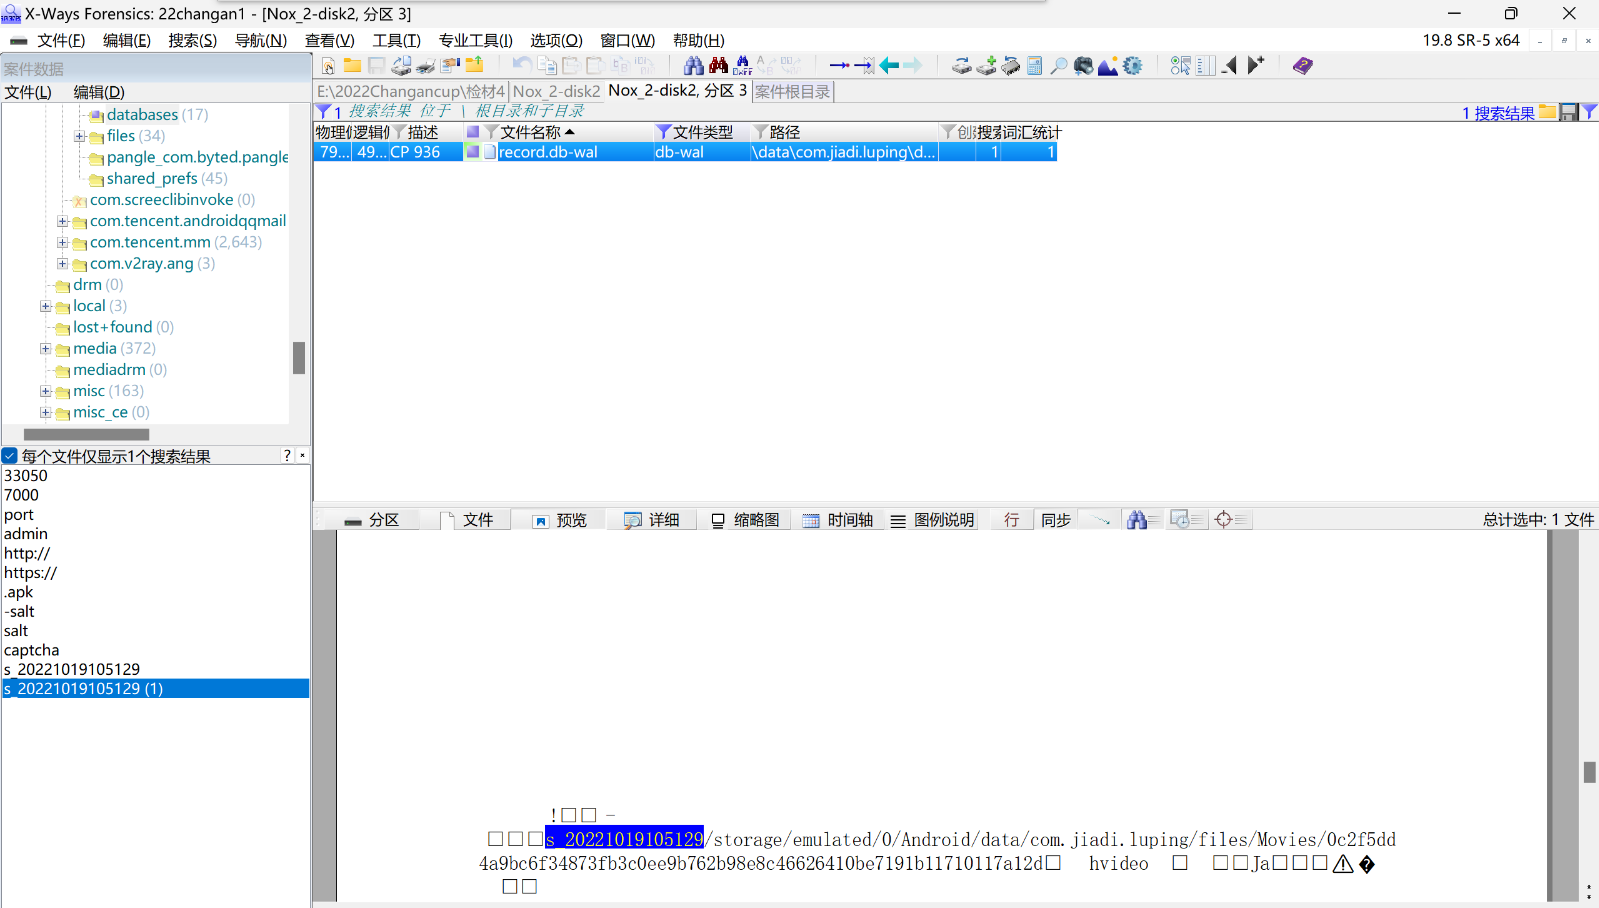 X-Ways Forensics: 22changan1 - [Nox_2-disk2, 分区 3]
文件(F) 编辑(E) 搜索(S) 导航(N) 查看(V) 工具(T) 专业工具(I) 选项(O) 窗口(W) 帮助(H) 19.8 SR-5 x64
案件数据
文件(L) 编辑(D)
E:\2022Changancup\检材4 Nox_2-disk2 Nox_2-disk2, 分区 3 案件根目录
1 搜索结果 位于 \ 根目录和子目录 1 搜索结果
描述 文件名称 文件类型 路径 词汇统计
79... 49... CP 936 record.db-wal db-wal \data\com.jiadi.luping\d... 1 1
databases (17)
files (34)
pangle_com.byted.pangle
shared_prefs (45)
com.screeclibinvoke (0)
com.tencent.androidqqmail
com.tencent.mm (2,643)
com.v2ray.ang (3)
drm (0)
local (3)
lost+found (0)
media (372)
mediadrm (0)
misc (163)
misc_ce (0)
每个文件仅显示1个搜索结果 ?
33050
7000
port
admin
http://
https://
.apk
-salt
salt
captcha
s_20221019105129
s_20221019105129 (1)
分区 文件 预览 详细 缩略图 时间轴 图例说明 行 同步 总计选中: 1 文件
!□□ -
□□□s_20221019105129/storage/emulated/0/Android/data/com.jiadi.luping/files/Movies/0c2f5dd
4a9bc6f34873fb3c0ee9b762b98e8c46626410be7191b11710117a12d□ hvideo □ □□Ja□□□⚠�
□□